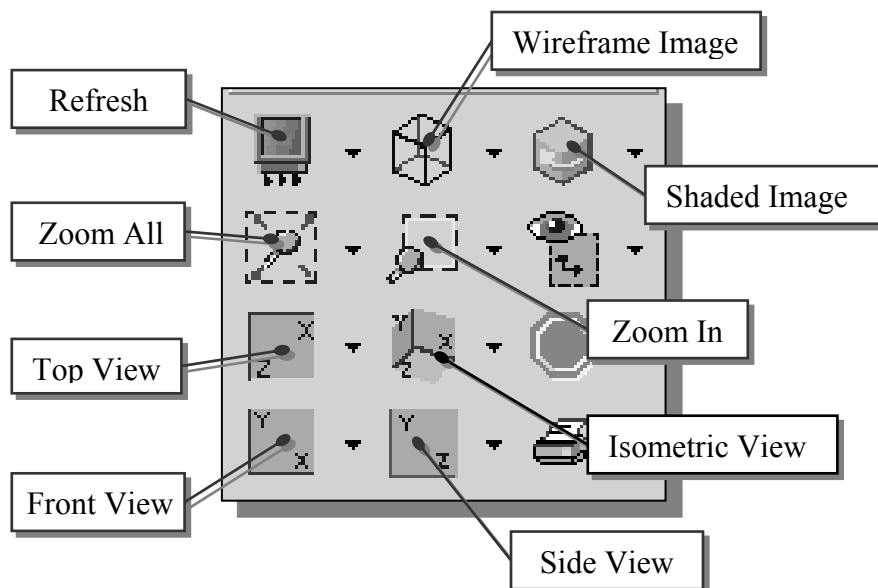 Wireframe Image
Refresh
Shaded Image
Zoom All
Zoom In
X
Z
Y
X
Z
Top View
Y
X
Y
Z
Isometric View
Front View
Side View